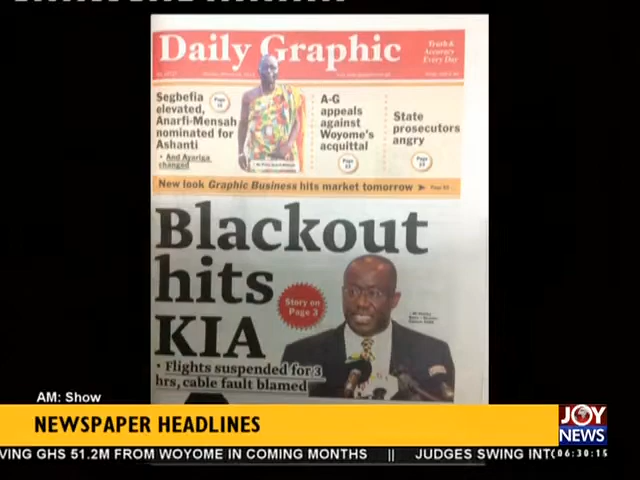 Daily Graphic
Truth &
Accuracy
Every Day
Segbefia
elevated,
Anarfi-Mensah
nominated for
Ashanti
• And Ayariga
changed
A-G
appeals
against
Woyome's
acquittal
State
prosecutors
angry
New look Graphic Business hits market tomorrow
Blackout
hits
KIA
Story on
Page 3
• Flights suspended for 3
hrs, cable fault blamed
AM: Show
NEWSPAPER HEADLINES
JOY
NEWS
VING GHS 51.2M FROM WOYOME IN COMING MONTHS || JUDGES SWING INT
06:30:15